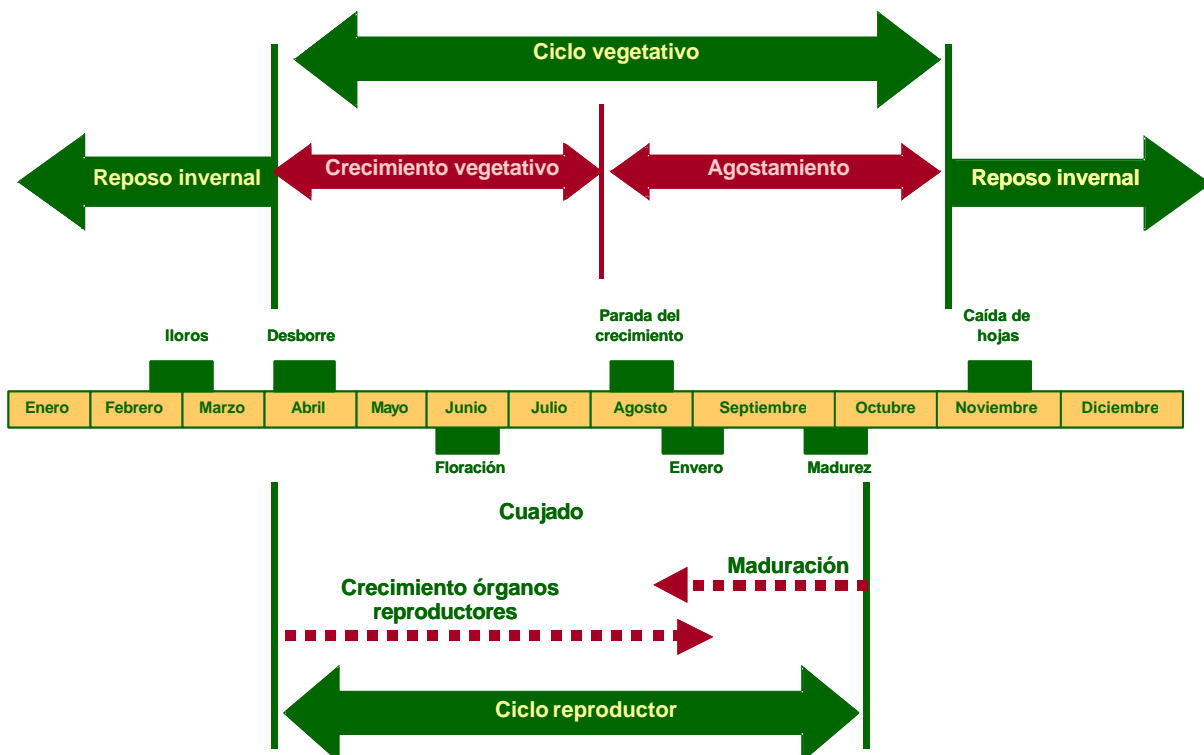 Ciclo vegetativo
Reposo invernal
Crecimiento vegetativo
Agostamiento
Reposo invernal
lloros
Desborre
Parada del
crecimiento
Caída de
hojas
Enero
Febrero
Marzo
Abril
Mayo
Junio
Julio
Agosto
Septiembre
Octubre
Noviembre
Diciembre
Floración
Envero
Madurez
Cuajado
Maduración
Crecimiento órganos
reproductores
Ciclo reproductor